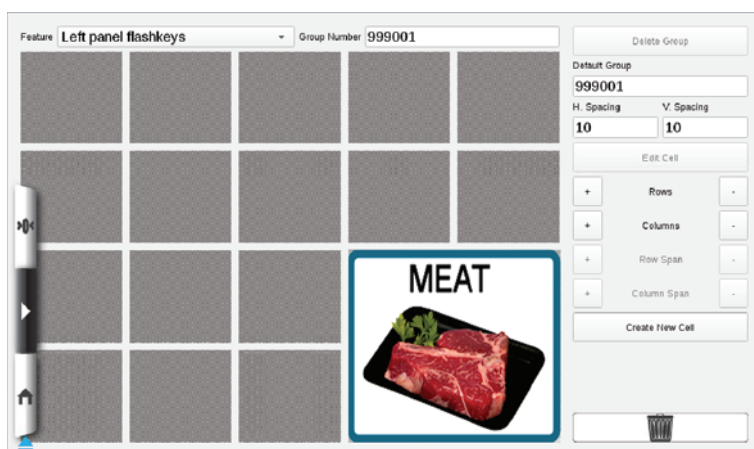 Feature Left panel flashkeys Group Number 999001
Delete Group
Default Group
999001
H. Spacing V. Spacing
10 10
Edit Cell
+ Rows -
+ Columns -
+ Row Span -
+ Column Span -
Create New Cell
MEAT
>0<